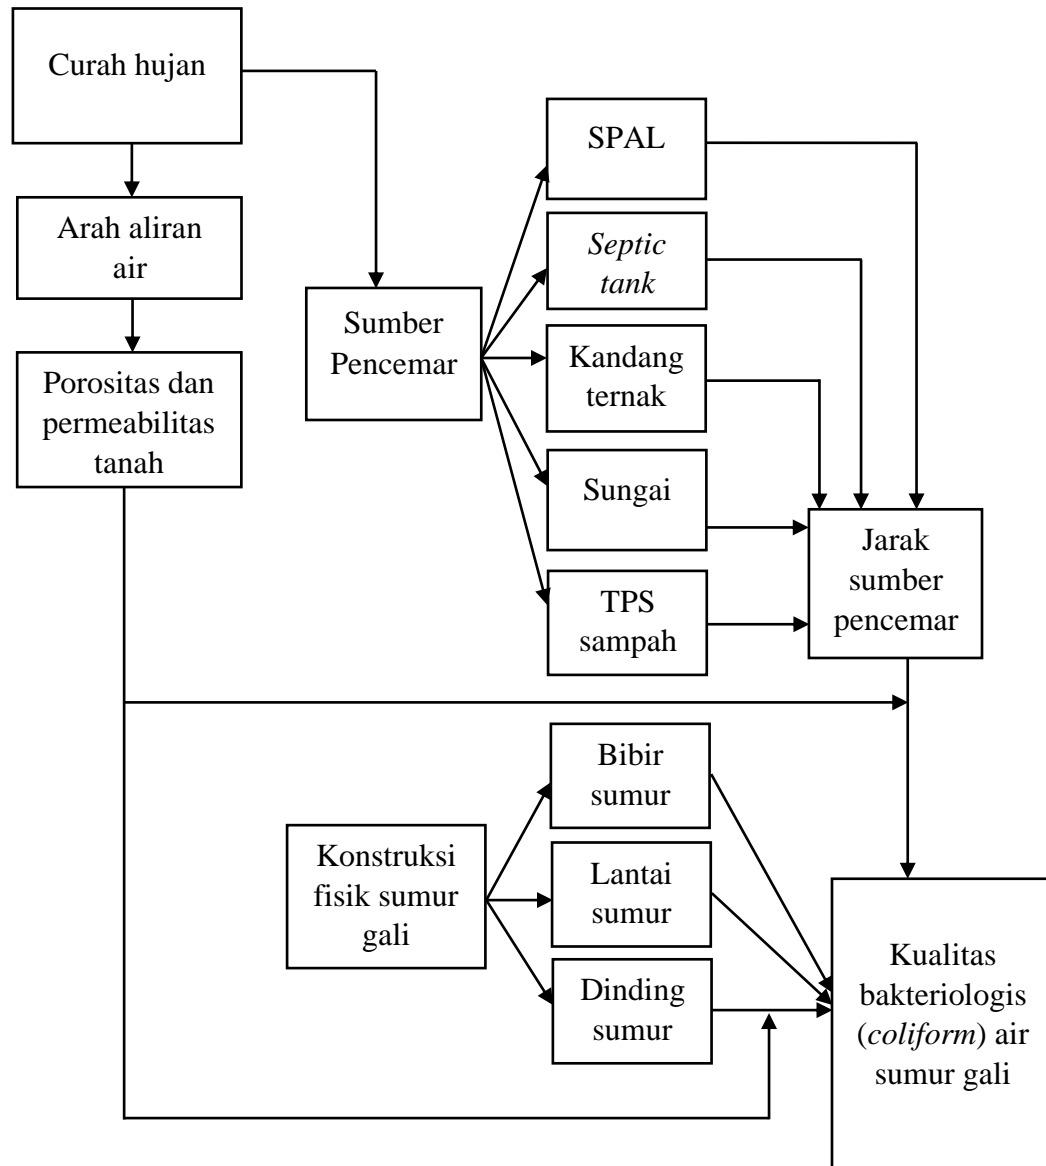 Curah hujan
Arah aliran
air
Porositas dan
permeabilitas
tanah
Sumber
Pencemar
SPAL
Septic
tank
Kandang
ternak
Sungai
TPS
sampah
Jarak
sumber
pencemar
Konstruksi
fisik sumur
gali
Bibir
sumur
Lantai
sumur
Dinding
sumur
Kualitas
bakteriologis
(coliform) air
sumur gali